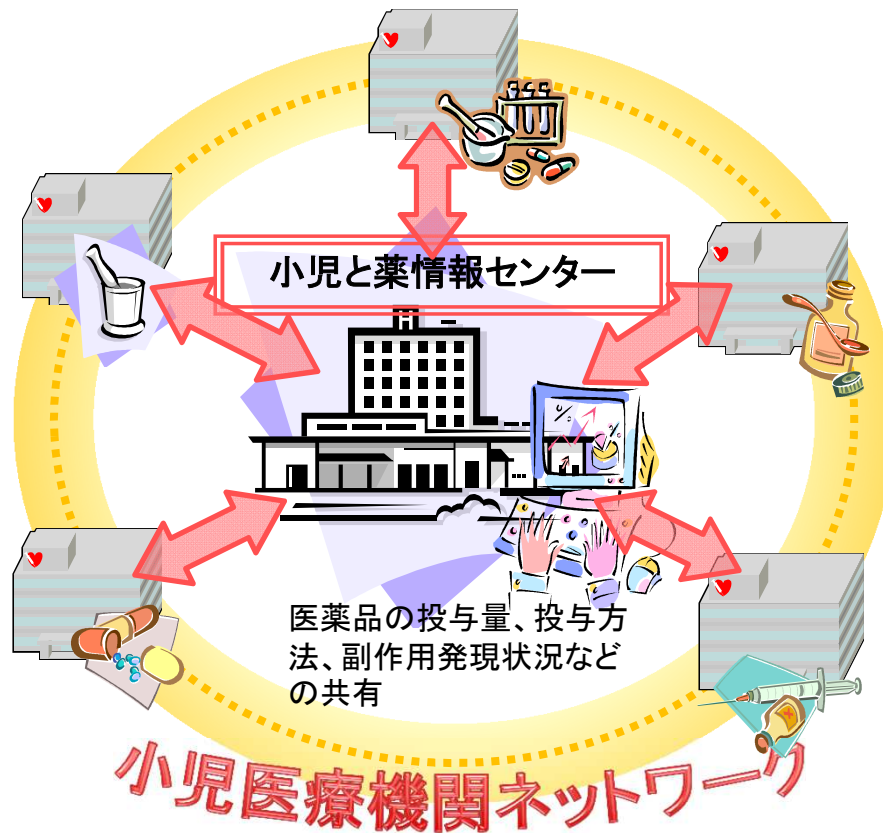 小児と薬情報センター
医薬品の投与量、投与方
法、副作用発現状況など
の共有
小児医療機関ネットワーク